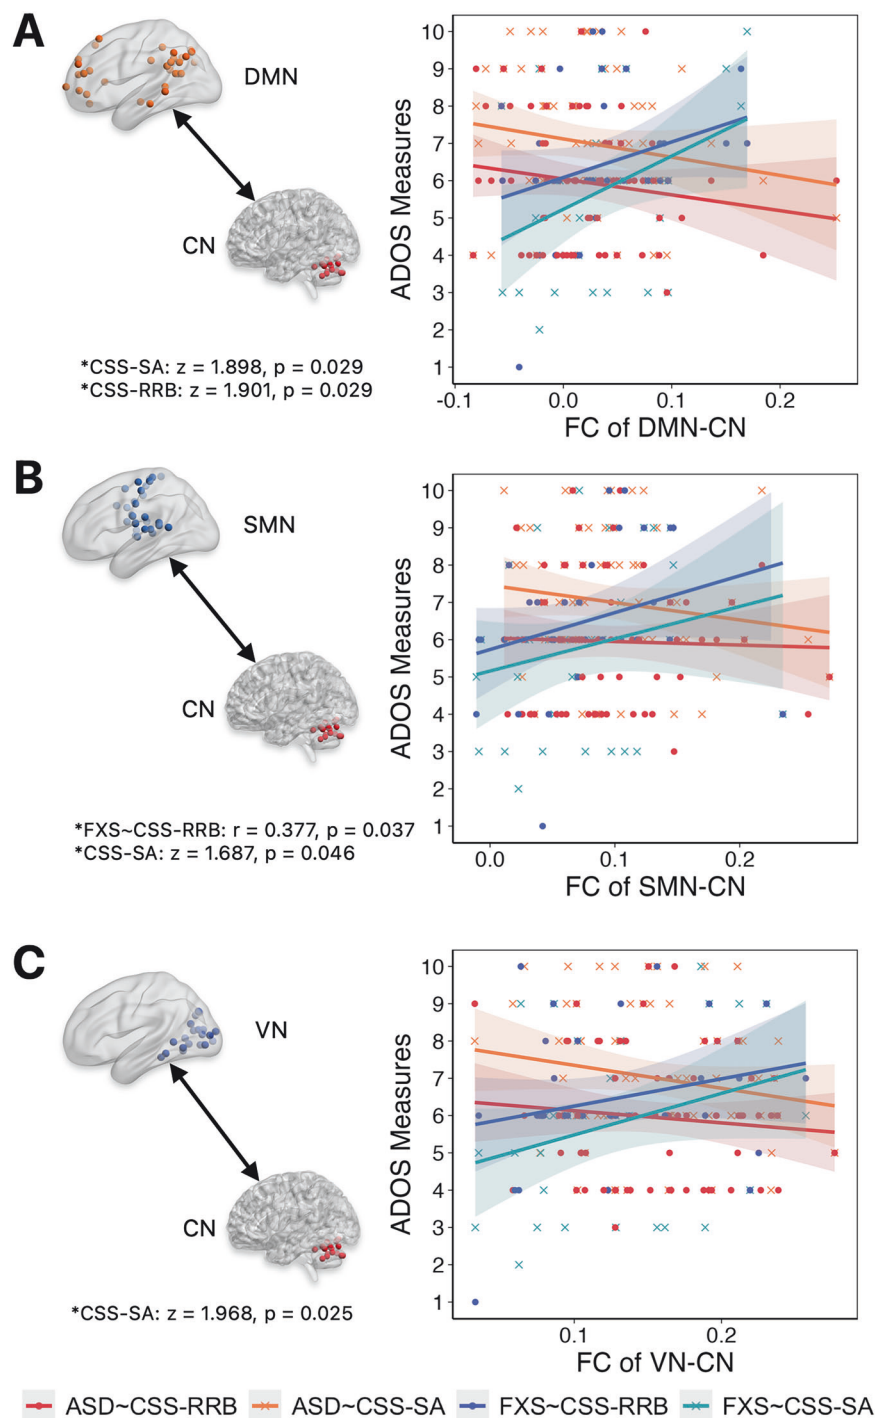 A
DMN
CN
*CSS-SA: z = 1.898, p = 0.029
*CSS-RRB: z = 1.901, p = 0.029
ADOS Measures
10
9
8
7
6
5
4
3
2
1
-0.1 0.0 0.1 0.2
FC of DMN-CN
B
SMN
CN
*FXS~CSS-RRB: r = 0.377, p = 0.037
*CSS-SA: z = 1.687, p = 0.046
ADOS Measures
10
9
8
7
6
5
4
3
2
1
0.0 0.1 0.2
FC of SMN-CN
C
VN
CN
*CSS-SA: z = 1.968, p = 0.025
ADOS Measures
10
9
8
7
6
5
4
3
2
1
0.1 0.2
FC of VN-CN
ASD~CSS-RRB ASD~CSS-SA FXS~CSS-RRB FXS~CSS-SA